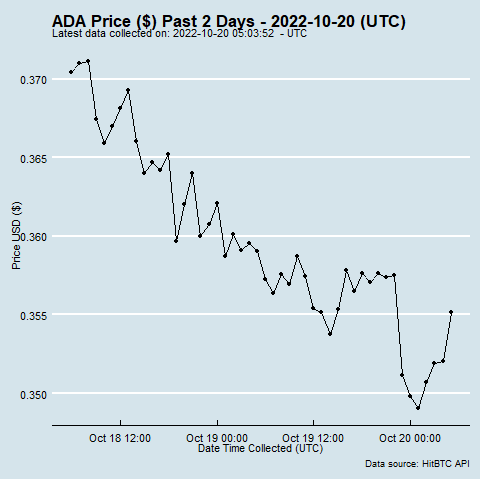 ADA Price ($) Past 2 Days - 2022-10-20 (UTC)
Latest data collected on: 2022-10-20 05:03:52  - UTC
0.370
0.365
0.360
0.355
0.350
Price USD ($)
Oct 18 12:00
Oct 19 00:00
Oct 19 12:00
Oct 20 00:00
Date Time Collected (UTC)
Data source: HitBTC API